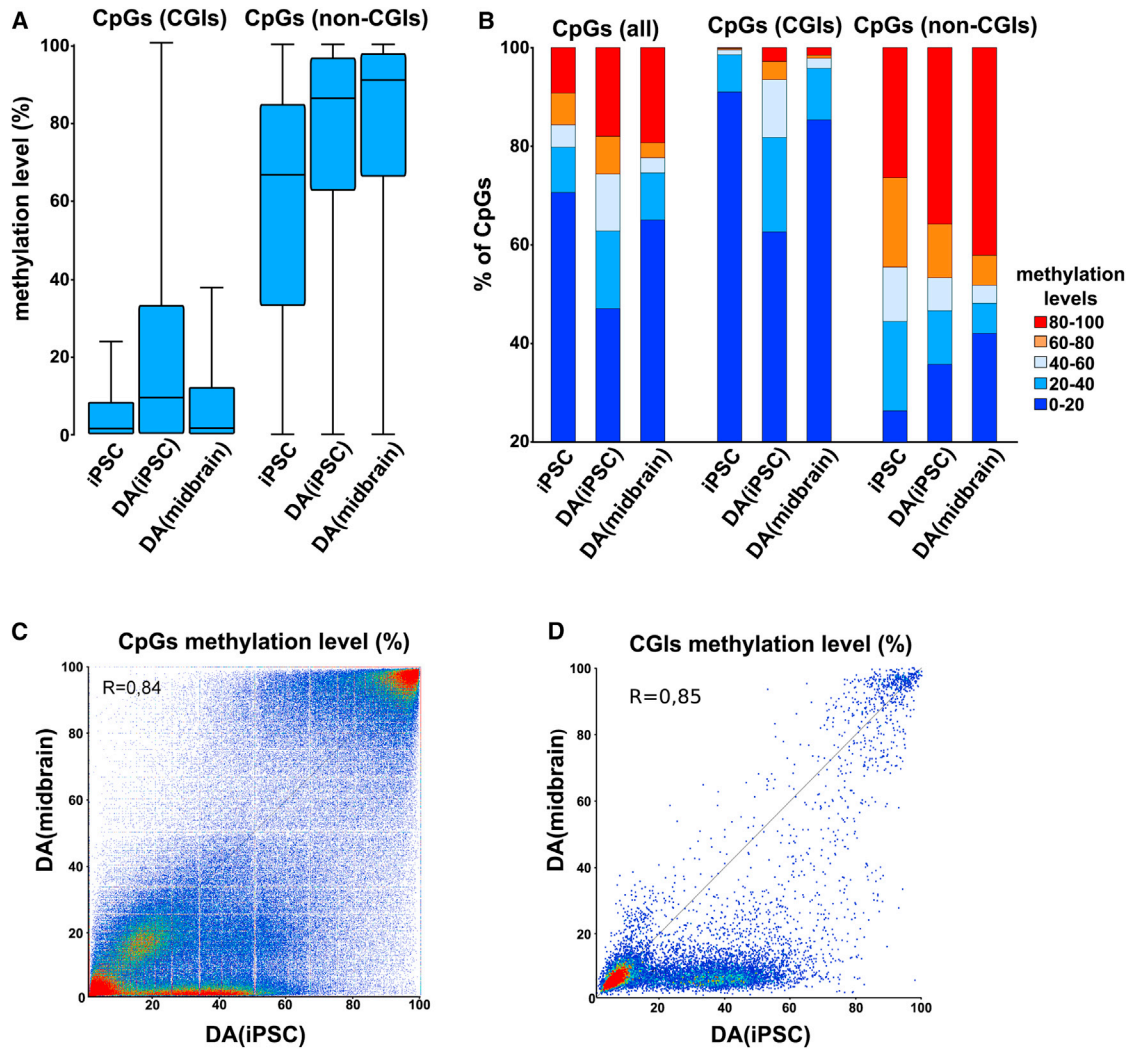 A
CpGs (CGIs)
CpGs (non-CGIs)
methylation level (%)
100
80
60
40
20
0
iPSC
DA(iPSC)
DA(midbrain)
iPSC
DA(iPSC)
DA(midbrain)
B
CpGs (all)
CpGs (CGIs)
CpGs (non-CGIs)
% of CpGs
100
80
60
40
20
iPSC
DA(iPSC)
DA(midbrain)
iPSC
DA(iPSC)
DA(midbrain)
iPSC
DA(iPSC)
DA(midbrain)
methylation
levels
80-100
60-80
40-60
20-40
0-20
C
CpGs methylation level (%)
R=0,84
DA(midbrain)
100
80
60
40
20
0
20
40
60
80
100
DA(iPSC)
D
CGIs methylation level (%)
R=0,85
DA(midbrain)
100
80
60
40
20
0
20
40
60
80
100
DA(iPSC)